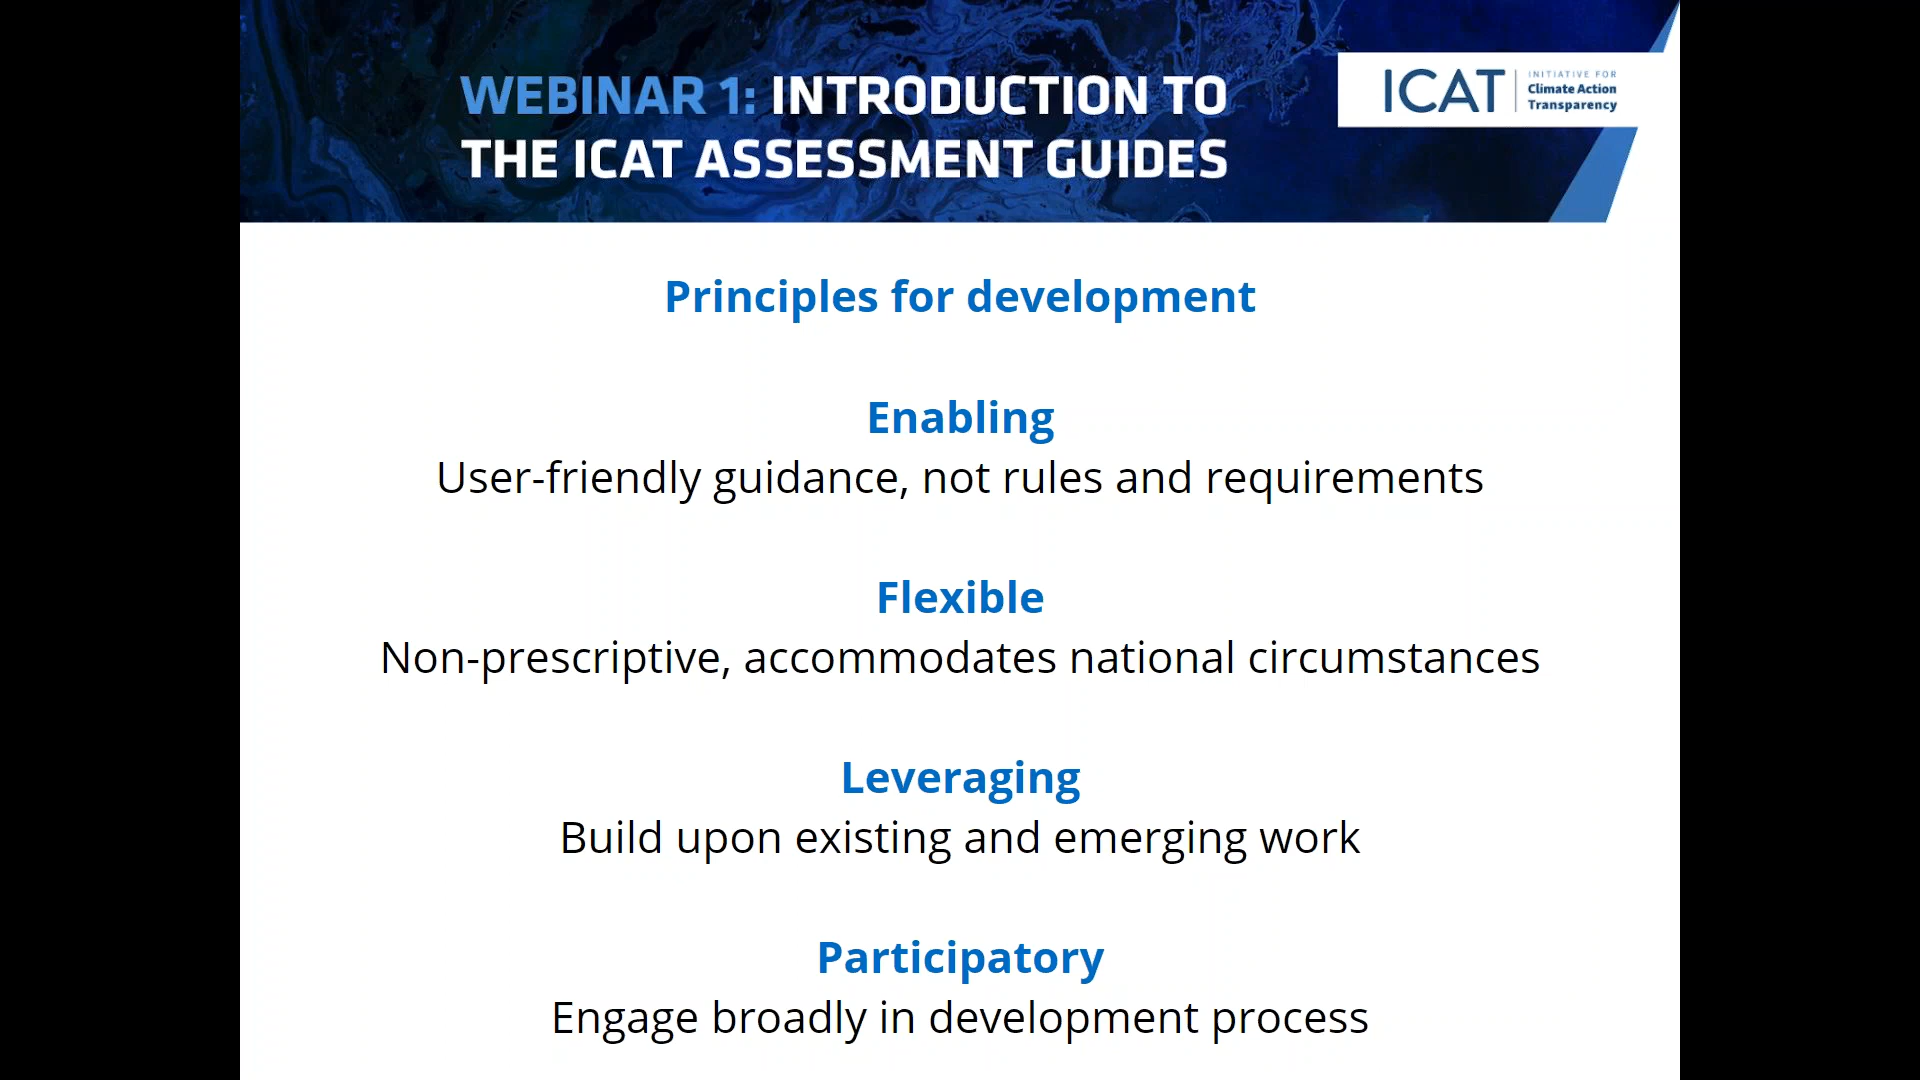 WEBINAR 1: INTRODUCTION TO
THE ICAT ASSESSMENT GUIDES
ICAT
INITIATIVE FOR
Climate Action
Transparency
Principles for development
Enabling
User-friendly guidance, not rules and requirements
Flexible
Non-prescriptive, accommodates national circumstances
Leveraging
Build upon existing and emerging work
Participatory
Engage broadly in development process